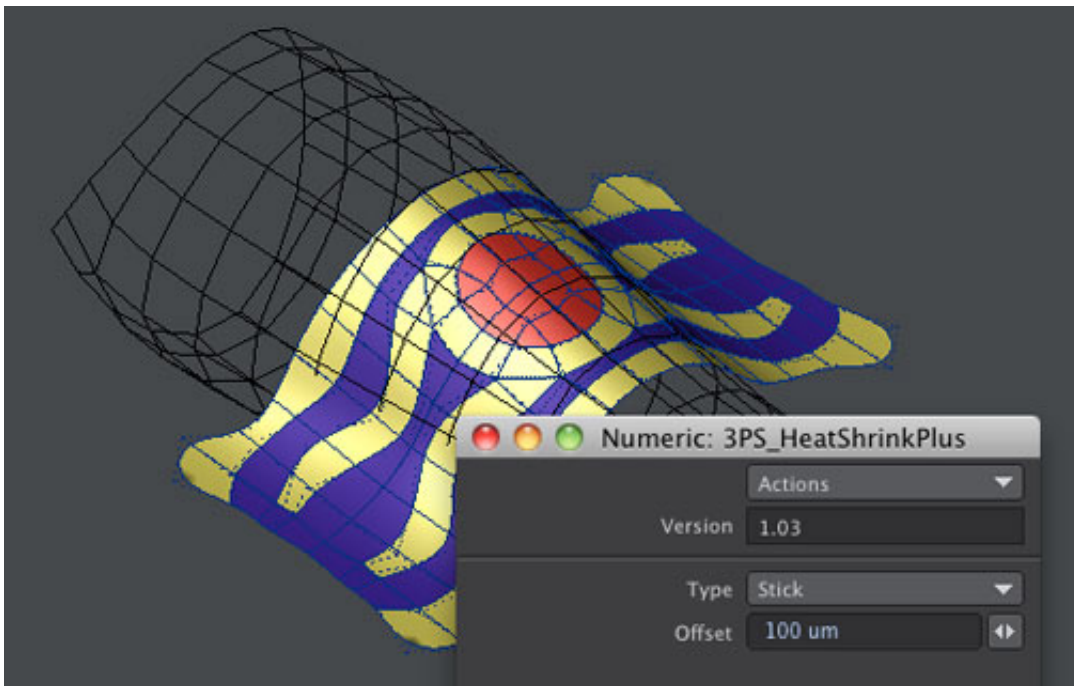 Numeric: 3PS_HeatShrinkPlus
Actions
Version 1.03
Type Stick
Offset 100 um